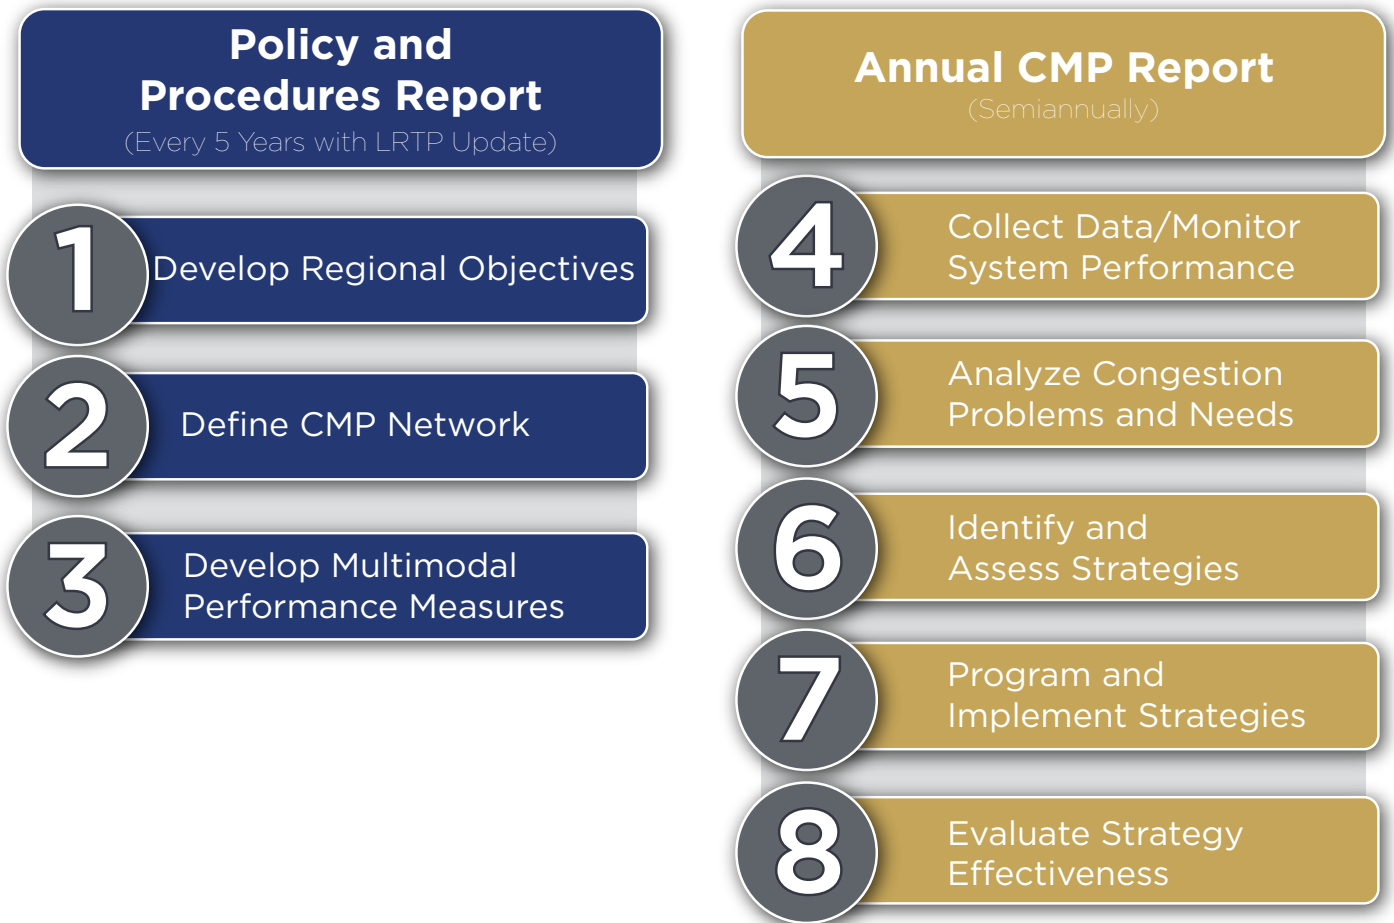 Policy and
Procedures Report
(Every 5 Years with LRTP Update)
1
Develop Regional Objectives
2
Define CMP Network
3
Develop Multimodal
Performance Measures
Annual CMP Report
(Semiannually)
4
Collect Data/Monitor
System Performance
5
Analyze Congestion
Problems and Needs
6
Identify and
Assess Strategies
7
Program and
Implement Strategies
8
Evaluate Strategy
Effectiveness